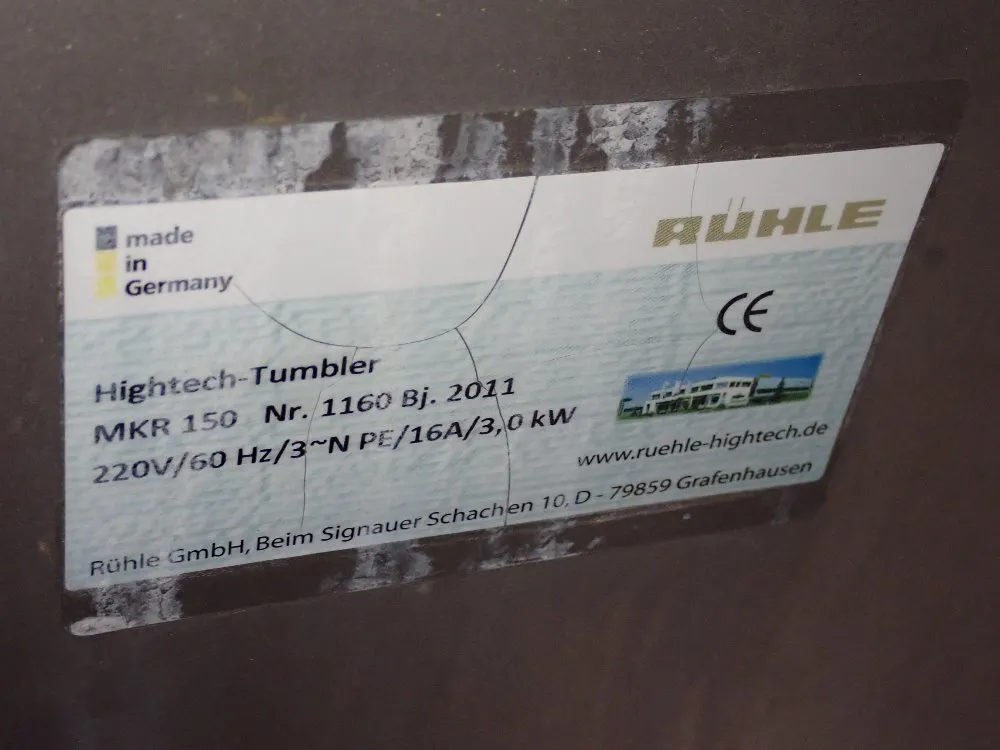 made
in
Germany
RÜHLE
CE
Hightech-Tumbler
MKR 150 Nr. 1160 Bj. 2011
220V/60 Hz/3~N PE/16A/3,0 kW
www.ruehle-hightech.de
Rühle GmbH, Beim Signauer Schachen 10, D - 79859 Grafenhausen